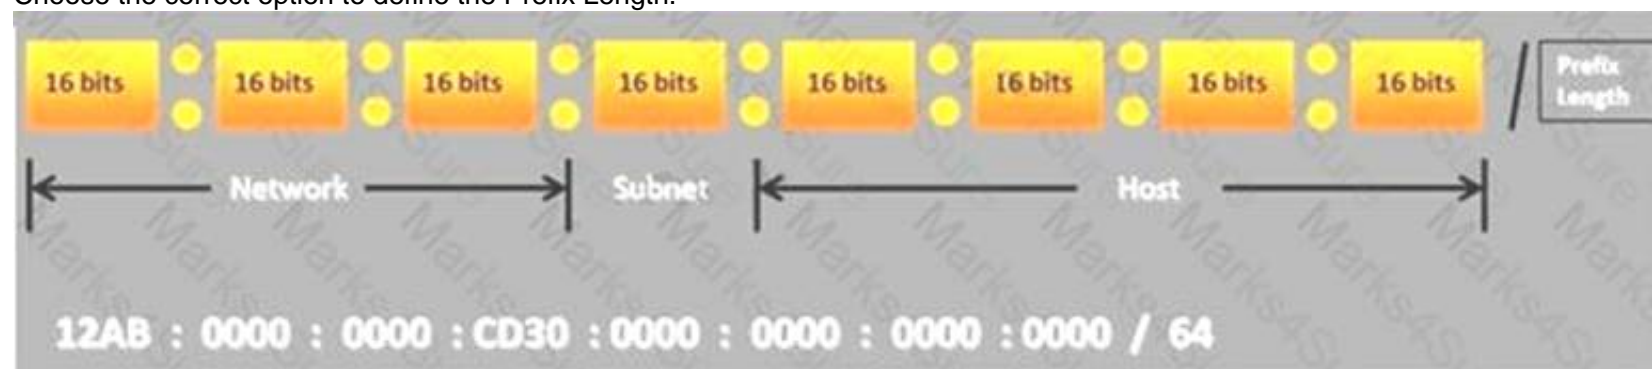 Choose the correct option to define the Prefix Length.
16 bits 16 bits 16 bits 16 bits 16 bits 16 bits 16 bits 16 bits / Prefix Length
Network Subnet Host
12AB : 0000 : 0000 : CD30 : 0000 : 0000 : 0000 : 0000 / 64